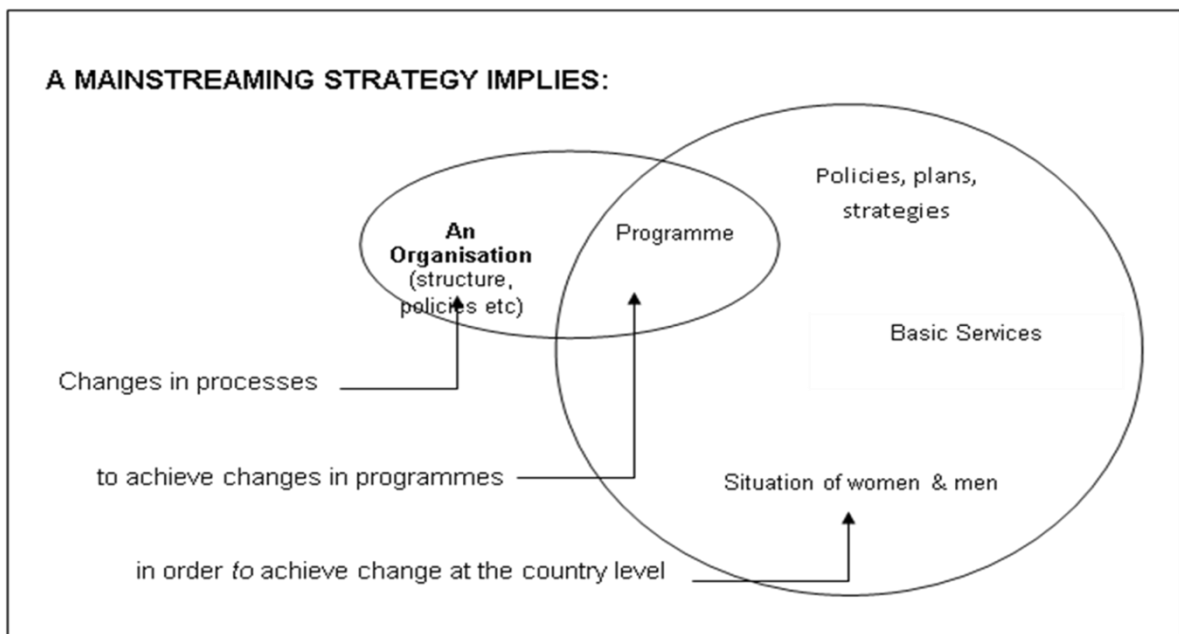 A MAINSTREAMING STRATEGY IMPLIES:
An
Organisation
(structure,
policies etc)
Programme
Policies, plans,
strategies
Basic Services
Changes in processes
to achieve changes in programmes
Situation of women & men
in order to achieve change at the country level